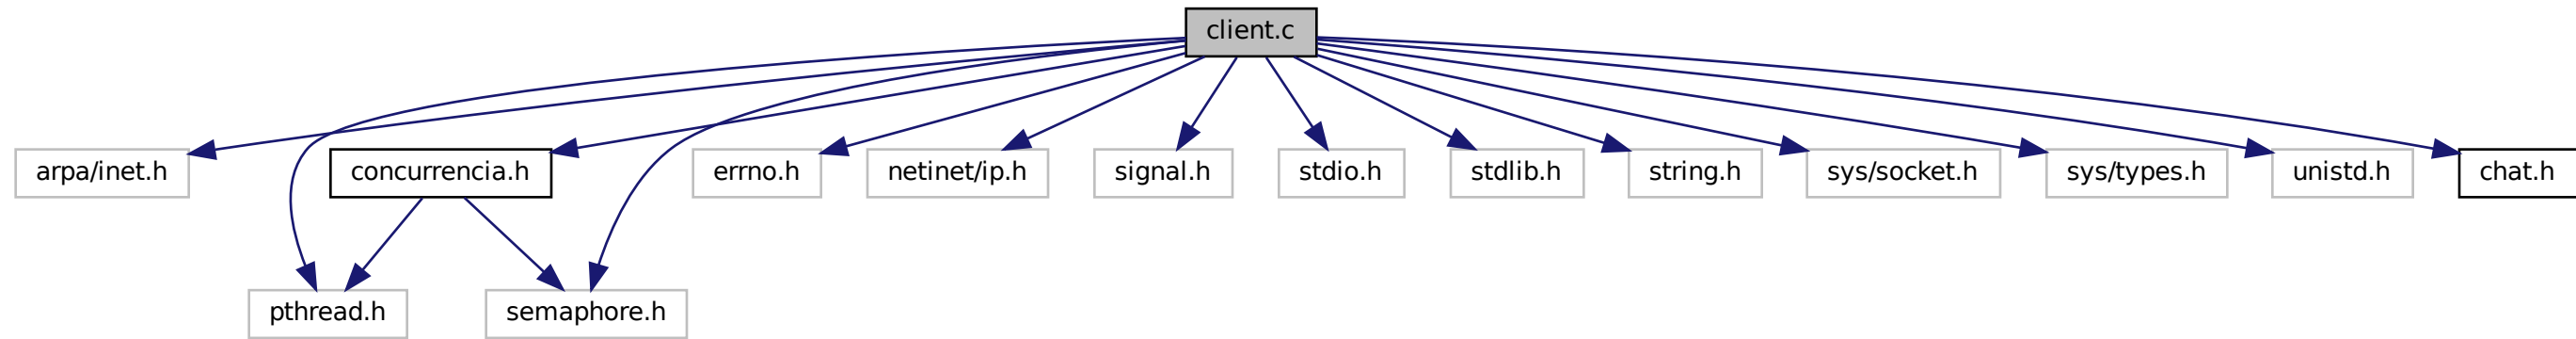 client.c
arpa/inet.h
concurrencia.h
errno.h
netinet/ip.h
signal.h
stdio.h
stdlib.h
string.h
sys/socket.h
sys/types.h
unistd.h
chat.h
pthread.h
semaphore.h